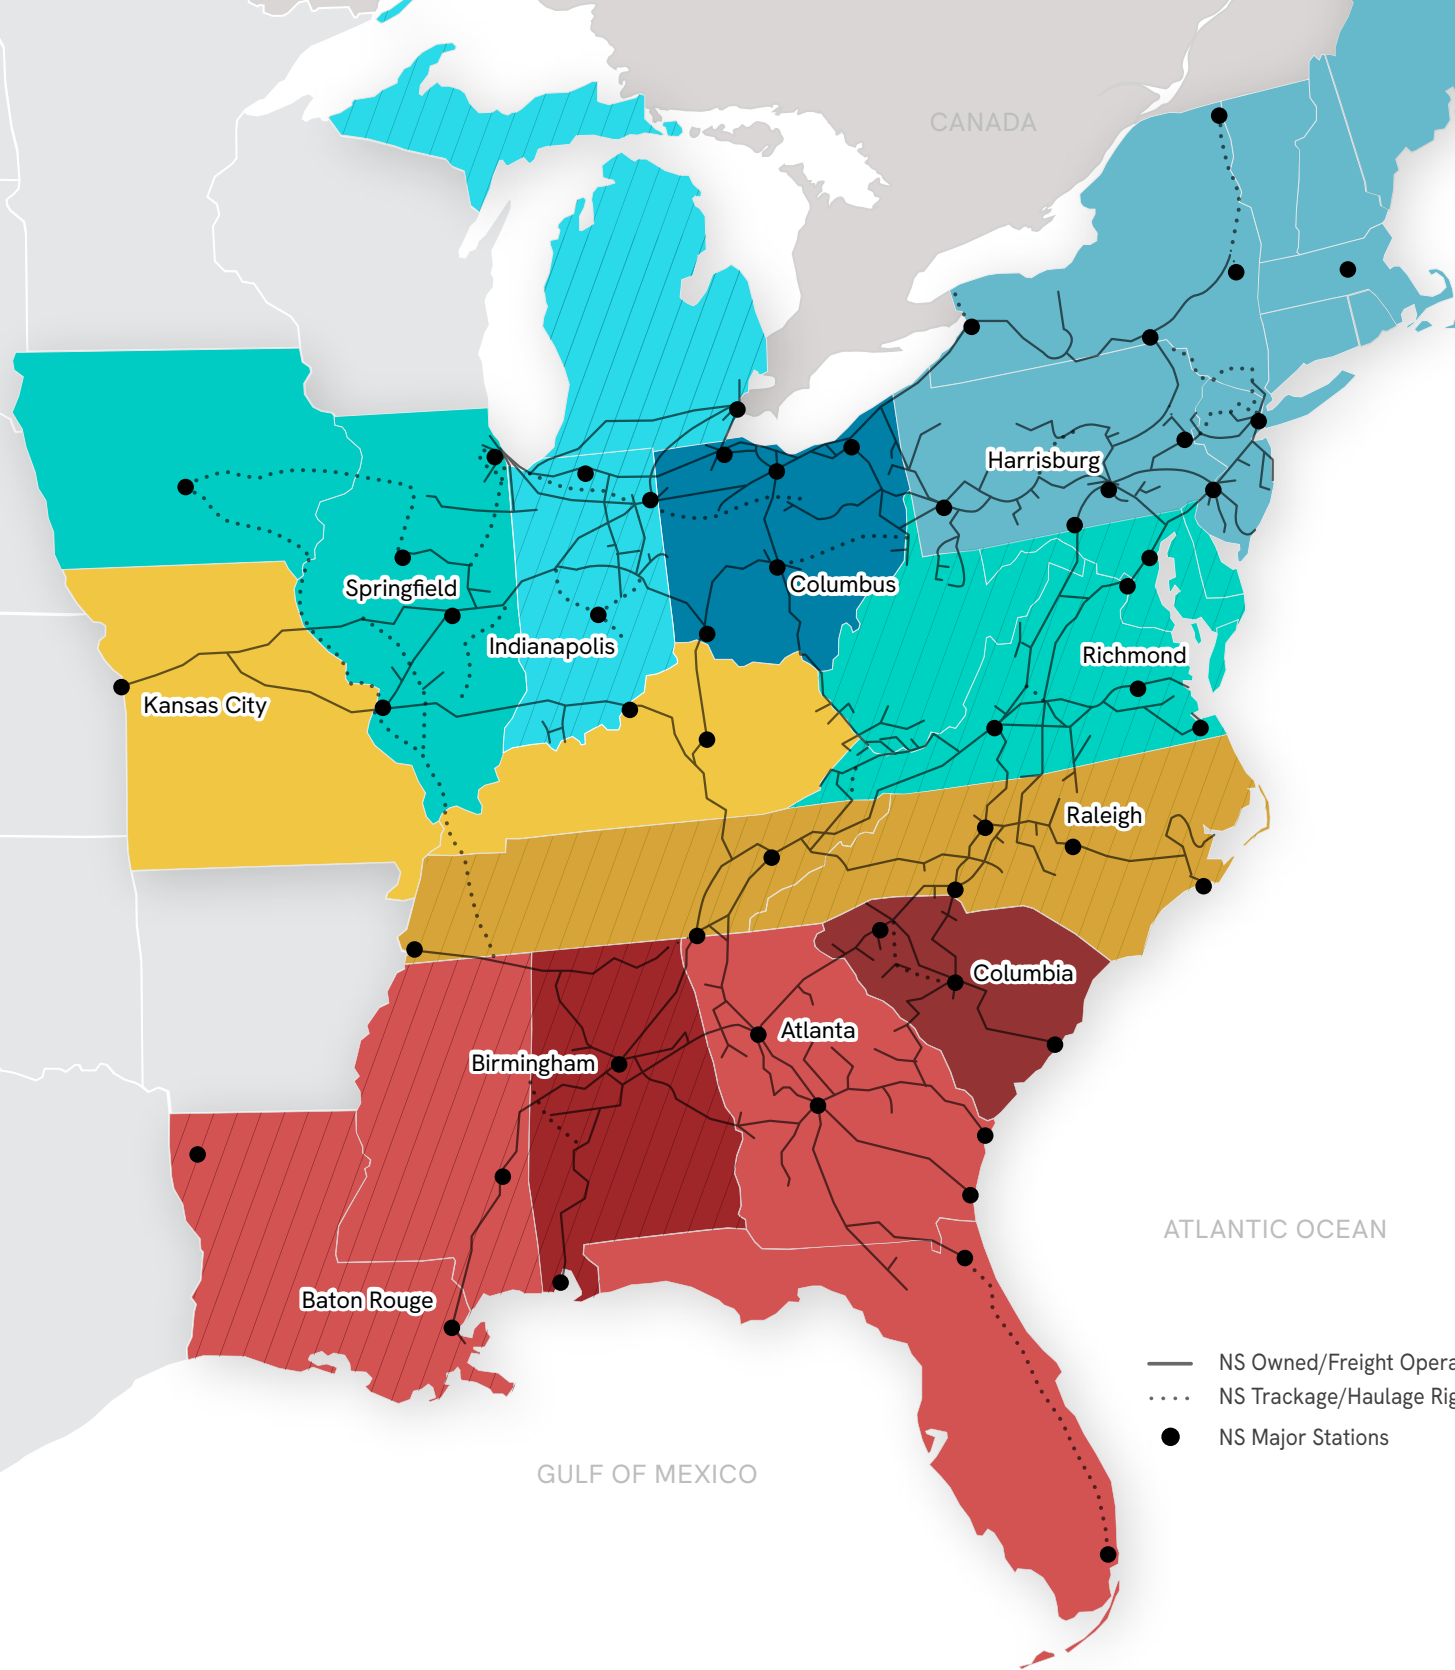 CANADA
Harrisburg
Springfield
Columbus
Indianapolis
Richmond
Kansas City
Raleigh
Columbia
Atlanta
Birmingham
ATLANTIC OCEAN
Baton Rouge
NS Owned/Freight Opera
NS Trackage/Haulage Rig
NS Major Stations
GULF OF MEXICO